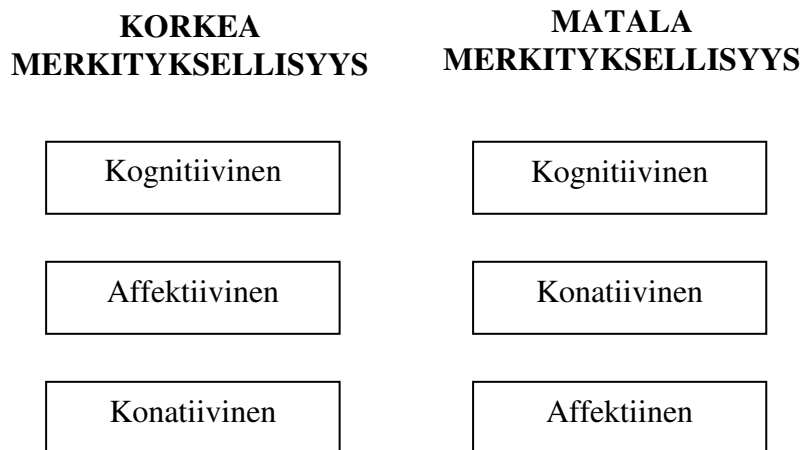 KORKEA
MERKITYKSELLISYYS
Kognitiivinen
Affektiivinen
Konatiivinen
MATALA
MERKITYKSELLISYYS
Kognitiivinen
Konatiivinen
Affektiinen